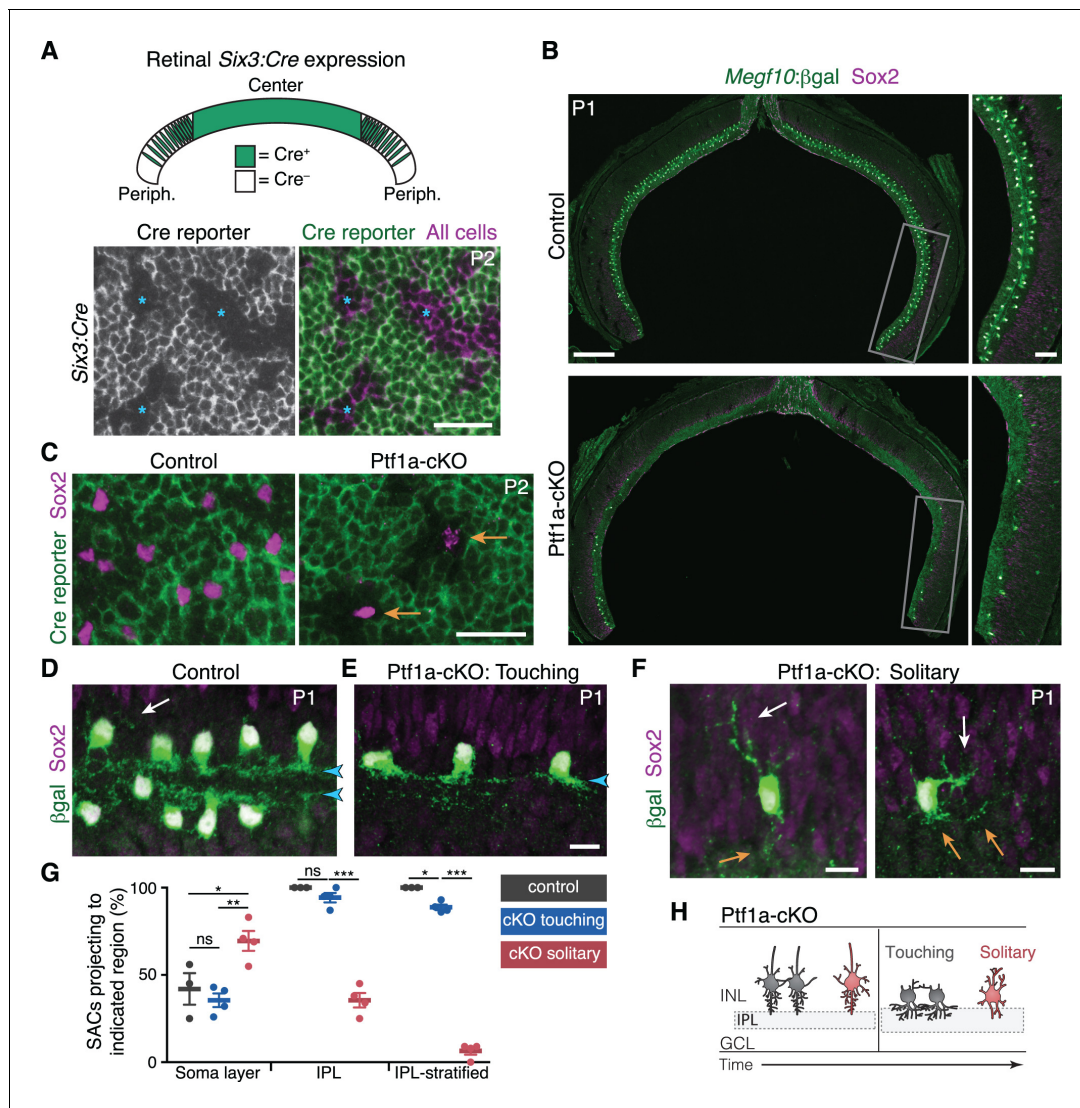 A
Retinal Six3:Cre expression
Center
= Cre+
= Cre–
Periph.
Periph.
Cre reporter
Cre reporter All cells
Six3:Cre
P2
*
*
*
*
*
*
B
Megf10:βgal Sox2
P1
Control
Ptf1a-cKO
C
Control
Ptf1a-cKO
Cre reporter Sox2
P2
D
Control
βgal Sox2
P1
E
Ptf1a-cKO: Touching
P1
F
Ptf1a-cKO: Solitary
βgal Sox2
P1
G
SACs projecting to
indicated region (%)
100
50
0
*
**
ns
ns
***
*
***
Soma layer
IPL
IPL-stratified
control
cKO touching
cKO solitary
H
Ptf1a-cKO
Touching
Solitary
INL
IPL
GCL
Time